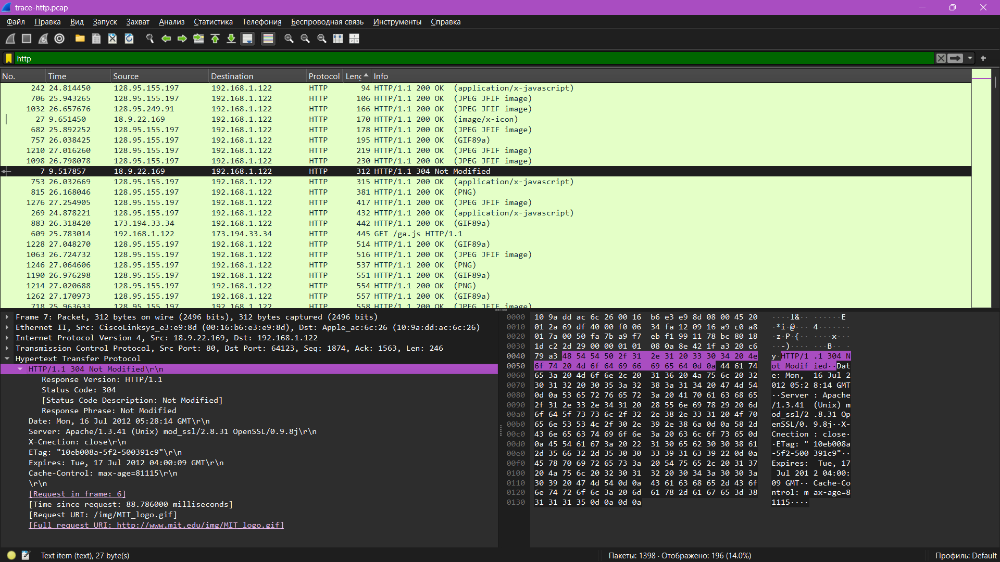 trace-http.pcap
Файл Правка Вид Запуск Захват Анализ Статистика Телефония Беспроводная связь Инструменты Справка
http
No. Time Source Destination Protocol Leng Info
242 24.814450 128.95.155.197 192.168.1.122 HTTP 94 HTTP/1.1 200 OK (application/x-javascript)
706 25.943265 128.95.155.197 192.168.1.122 HTTP 106 HTTP/1.1 200 OK (JPEG JFIF image)
1032 26.657676 128.95.249.91 192.168.1.122 HTTP 166 HTTP/1.1 200 OK (JPEG JFIF image)
27 9.651450 18.9.22.169 192.168.1.122 HTTP 170 HTTP/1.1 200 OK (image/x-icon)
682 25.892252 128.95.155.197 192.168.1.122 HTTP 178 HTTP/1.1 200 OK (JPEG JFIF image)
757 26.038425 128.95.155.197 192.168.1.122 HTTP 195 HTTP/1.1 200 OK (GIF89a)
1210 27.016260 128.95.155.197 192.168.1.122 HTTP 219 HTTP/1.1 200 OK (JPEG JFIF image)
1098 26.798078 128.95.155.197 192.168.1.122 HTTP 230 HTTP/1.1 200 OK (JPEG JFIF image)
7 9.517857 18.9.22.169 192.168.1.122 HTTP 312 HTTP/1.1 304 Not Modified
753 26.032669 128.95.155.197 192.168.1.122 HTTP 315 HTTP/1.1 200 OK (application/x-javascript)
815 26.168046 128.95.155.197 192.168.1.122 HTTP 381 HTTP/1.1 200 OK (PNG)
1276 27.254905 128.95.155.197 192.168.1.122 HTTP 417 HTTP/1.1 200 OK (JPEG JFIF image)
269 24.878221 128.95.155.197 192.168.1.122 HTTP 432 HTTP/1.1 200 OK (application/x-javascript)
883 26.318420 173.194.33.34 192.168.1.122 HTTP 442 HTTP/1.1 200 OK (GIF89a)
609 25.783014 192.168.1.122 173.194.33.34 HTTP 445 GET /ga.js HTTP/1.1
1228 27.048270 128.95.155.197 192.168.1.122 HTTP 514 HTTP/1.1 200 OK (GIF89a)
1063 26.724732 128.95.155.197 192.168.1.122 HTTP 516 HTTP/1.1 200 OK (JPEG JFIF image)
1246 27.064606 128.95.155.197 192.168.1.122 HTTP 537 HTTP/1.1 200 OK (PNG)
1190 26.976298 128.95.155.197 192.168.1.122 HTTP 551 HTTP/1.1 200 OK (GIF89a)
1214 27.020688 128.95.155.197 192.168.1.122 HTTP 554 HTTP/1.1 200 OK (PNG)
1262 27.170973 128.95.155.197 192.168.1.122 HTTP 557 HTTP/1.1 200 OK (GIF89a)
718 25.963633 128.95.155.197 192.168.1.122 HTTP 558 HTTP/1.1 200 OK (JPEG JFIF image)
Frame 7: Packet, 312 bytes on wire (2496 bits), 312 bytes captured (2496 bits)
Ethernet II, Src: CiscoLinksys_e3:e9:8d (00:16:b6:e3:e9:8d), Dst: Apple_ac:6c:26 (10:9a:dd:ac:6c:26)
Internet Protocol Version 4, Src: 18.9.22.169, Dst: 192.168.1.122
Transmission Control Protocol, Src Port: 80, Dst Port: 64123, Seq: 1874, Ack: 1563, Len: 246
Hypertext Transfer Protocol
HTTP/1.1 304 Not Modified\r\n
Response Version: HTTP/1.1
Status Code: 304
[Status Code Description: Not Modified]
Response Phrase: Not Modified
Date: Mon, 16 Jul 2012 05:28:14 GMT\r\n
Server: Apache/1.3.41 (Unix) mod_ssl/2.8.31 OpenSSL/0.9.8j\r\n
X-Cnection: close\r\n
ETag: "10eb008a-5f2-500391c9"\r\n
Expires: Tue, 17 Jul 2012 04:00:09 GMT\r\n
Cache-Control: max-age=81115\r\n
\r\n
[Request in frame: 6]
[Time since request: 88.786000 milliseconds]
[Request URI: /img/MIT_logo.gif]
[Full request URI: http://www.mit.edu/img/MIT_logo.gif]
0000 10 9a dd ac 6c 26 00 16 b6 e3 e9 8d 08 00 45 20 ····l&·· ······E
0010 01 2a 69 df 40 00 f0 06 34 fa 12 09 16 a9 c0 a8 ·*i·@··· 4·······
0020 01 7a 00 50 fa 7b a9 f7 eb f1 99 11 78 bc 80 18 ·z·P·{·· ····x···
0030 1d c2 2d 29 00 00 01 01 08 0a 8e 42 1f a3 20 c6 ··-)···· ···B·· ·
0040 79 a3 48 54 54 50 2f 31 2e 31 20 33 30 34 20 4e y·HTTP/1 .1 304 N
0050 6f 74 20 4d 6f 64 69 66 69 65 64 0d 0a 44 61 74 ot Modif ied··Dat
0060 65 3a 20 4d 6f 6e 2c 20 31 36 20 4a 75 6c 20 32 e: Mon, 16 Jul 2
0070 30 31 32 20 30 35 3a 32 38 3a 31 34 20 47 4d 54 012 05:2 8:14 GMT
0080 0d 0a 53 65 72 76 65 72 3a 20 41 70 61 63 68 65 ··Server : Apache
0090 2f 31 2e 33 2e 34 31 20 28 55 6e 69 78 29 20 6d /1.3.41 (Unix) m
00a0 6f 64 5f 73 73 6c 2f 32 2e 38 2e 33 31 20 4f 70 od_ssl/2 .8.31 Op
00b0 65 6e 53 53 4c 2f 30 2e 39 2e 38 6a 0d 0a 58 2d enSSL/0. 9.8j··X-
00c0 43 6e 65 63 74 69 6f 6e 3a 20 63 6c 6f 73 65 0d Cnection : close·
00d0 0a 45 54 61 67 3a 20 22 31 30 65 62 30 30 38 61 ·ETag: " 10eb008a
00e0 2d 35 66 32 2d 35 30 30 33 39 31 63 39 22 0d 0a -5f2-500 391c9"··
00f0 45 78 70 69 72 65 73 3a 20 54 75 65 2c 20 31 37 Expires: Tue, 17
0100 20 4a 75 6c 20 32 30 31 32 20 30 34 3a 30 30 3a Jul 201 2 04:00:
0110 30 39 20 47 4d 54 0d 0a 43 61 63 68 65 2d 43 6f 09 GMT·· Cache-Co
0120 6e 74 72 6f 6c 3a 20 6d 61 78 2d 61 67 65 3d 38 ntrol: m ax-age=8
0130 31 31 31 35 0d 0a 0d 0a 1115····
Text item (text), 27 byte(s)
Пакеты: 1398 · Отображено: 196 (14.0%)
Профиль: Default